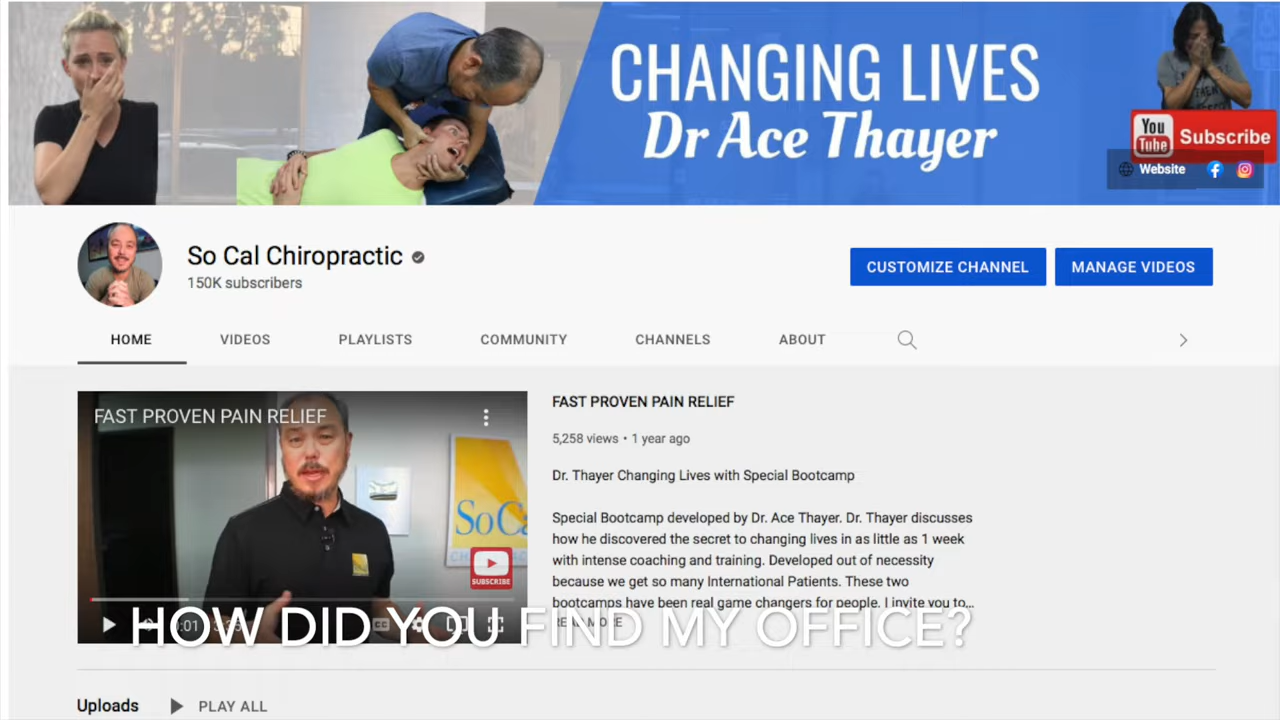 CHANGING LIVES
Dr Ace Thayer
You
Tube
Subscribe
Website
So Cal Chiropractic
150K subscribers
CUSTOMIZE CHANNEL
MANAGE VIDEOS
HOME
VIDEOS
PLAYLISTS
COMMUNITY
CHANNELS
ABOUT
FAST PROVEN PAIN RELIEF
So C
SUBSCRIBE
FAST PROVEN PAIN RELIEF
5,258 views • 1 year ago
Dr. Thayer Changing Lives with Special Bootcamp
Special Bootcamp developed by Dr. Ace Thayer. Dr. Thayer discusses
how he discovered the secret to changing lives in as little as 1 week
with intense coaching and training. Developed out of necessity
because we get so many International Patients. These two
bootcamps have been real game changers for people. I invite you to...
READ MORE
HOW DID YOU FIND MY OFFICE?
Uploads
PLAY ALL